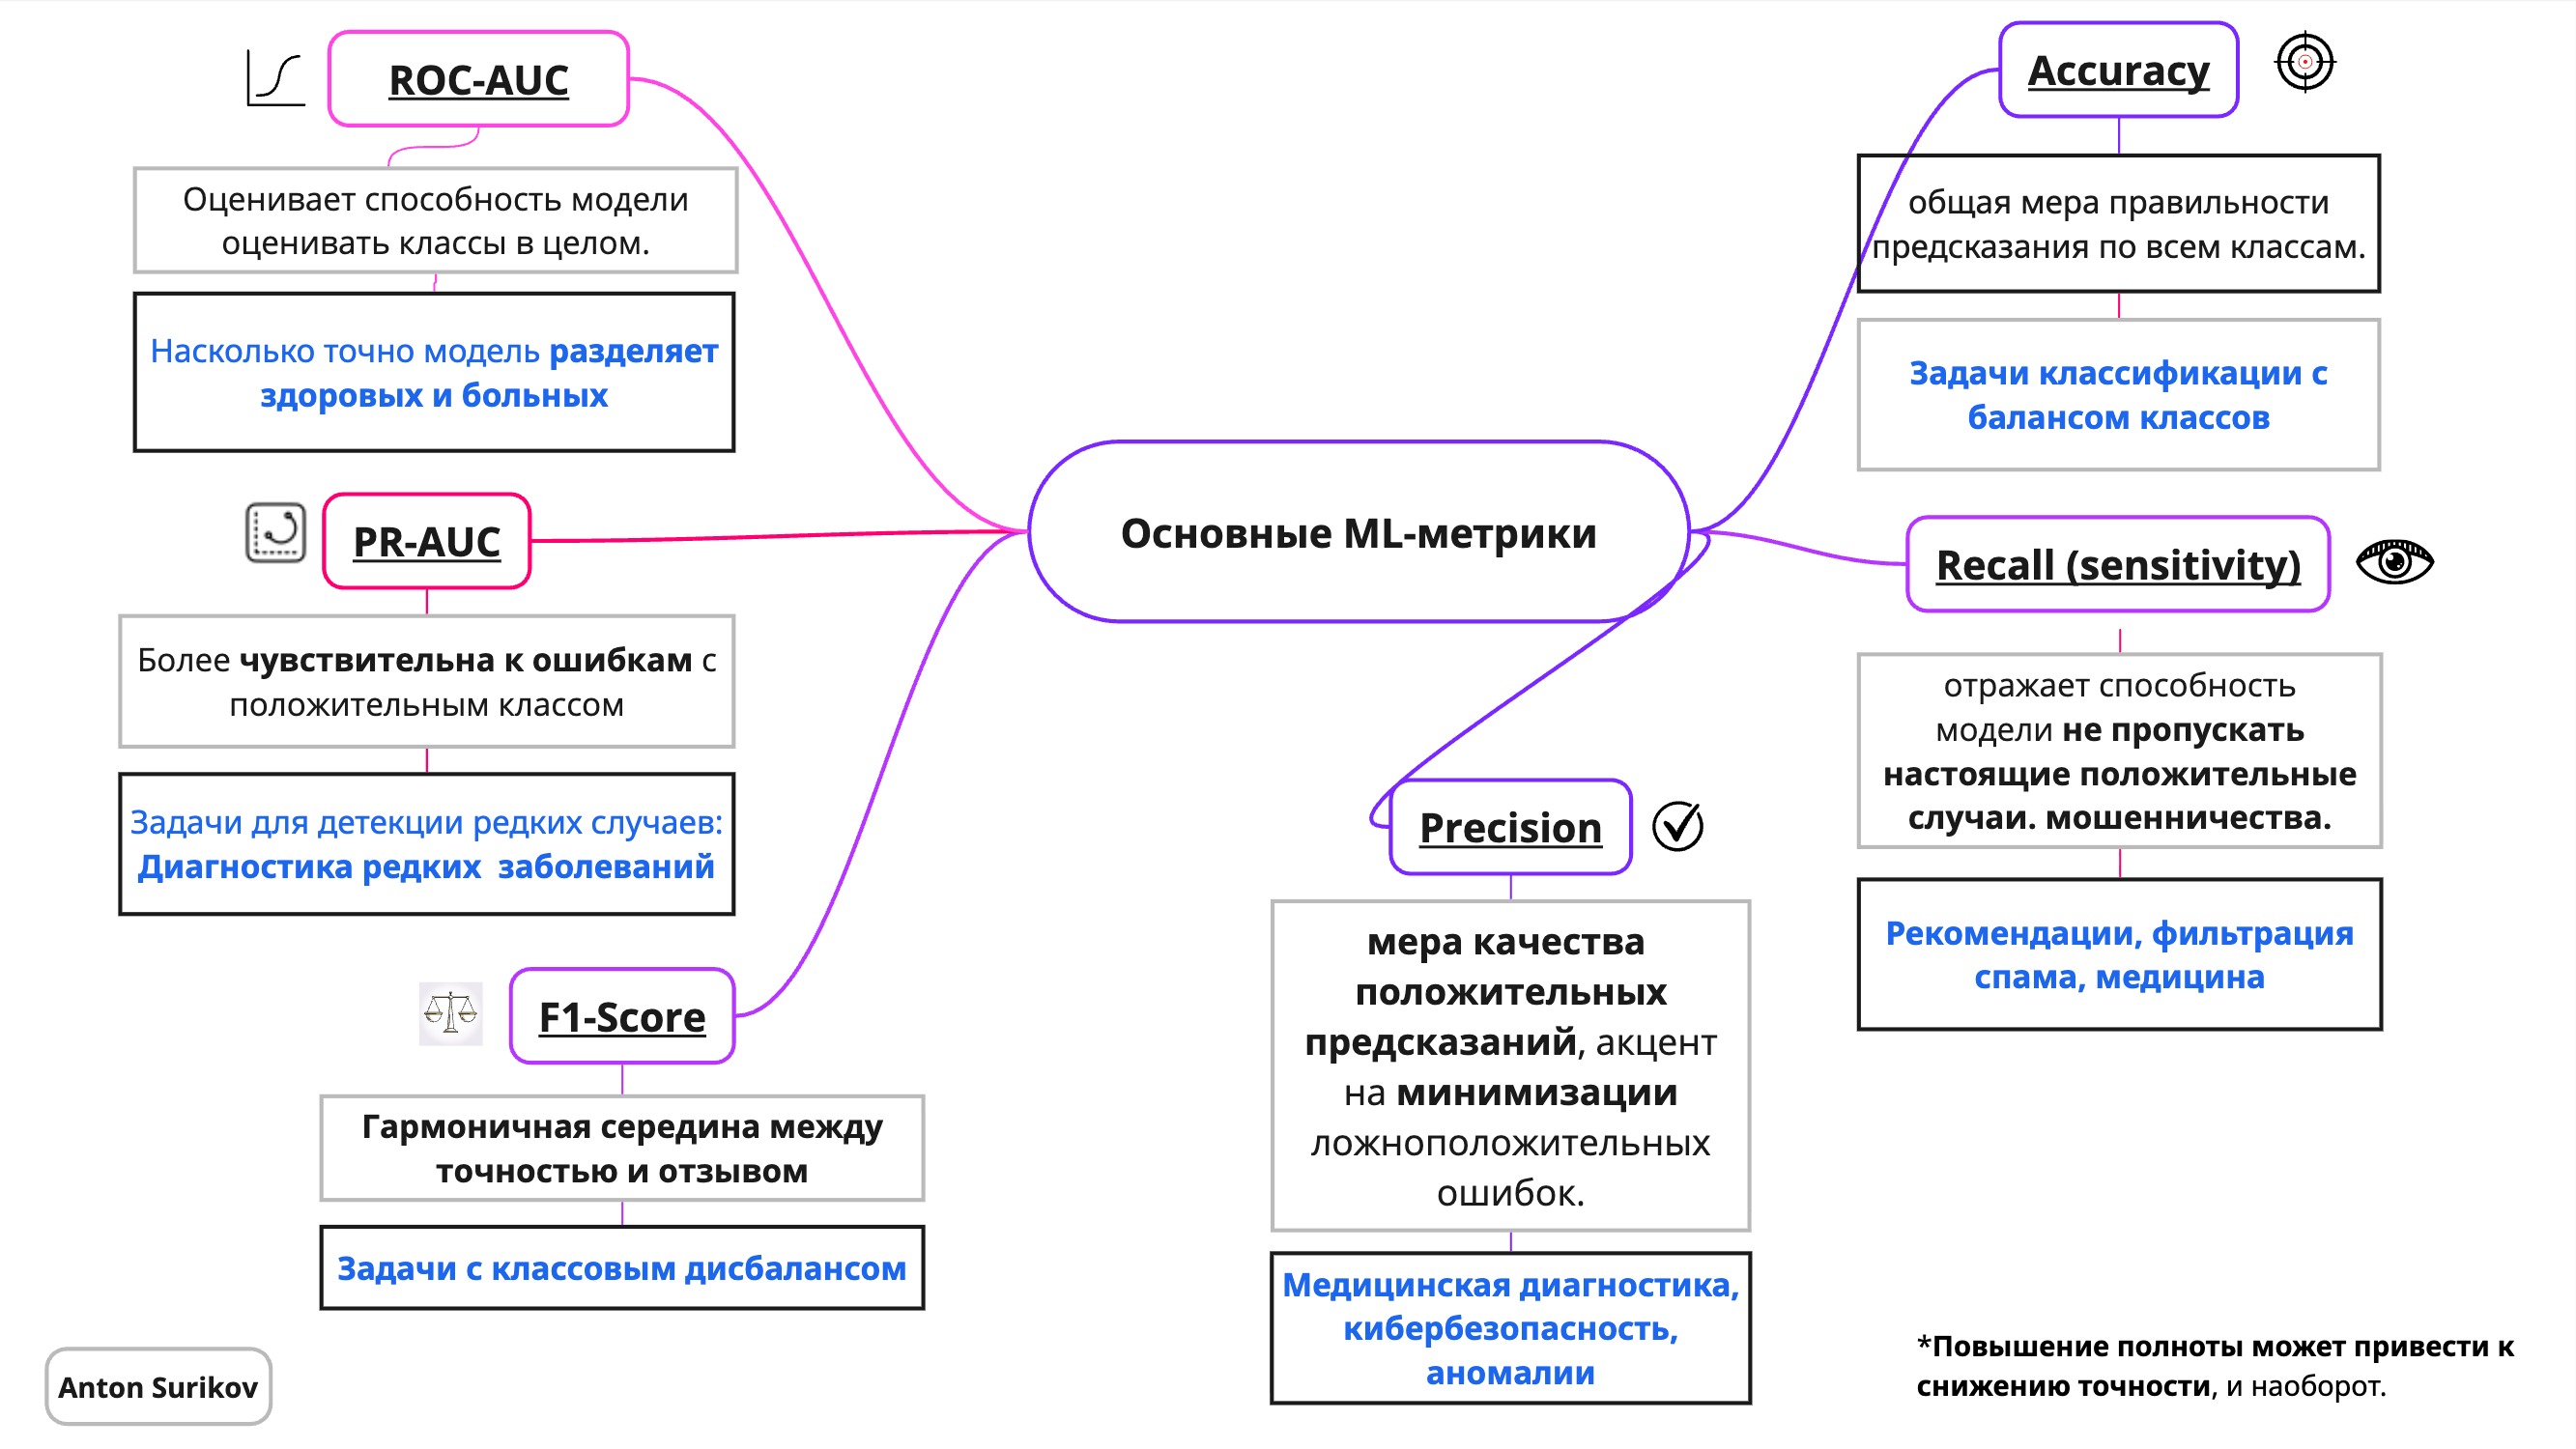 ROC-AUC
Оценивает способность модели
оценивать классы в целом.
Насколько точно модель разделяет
здоровых и больных
PR-AUC
Более чувствительна к ошибкам с
положительным классом
Задачи для детекции редких случаев:
Диагностика редких  заболеваний
F1-Score
Гармоничная середина между
точностью и отзывом
Задачи с классовым дисбалансом
Anton Surikov
Основные ML-метрики
Precision
мера качества
положительных
предсказаний, акцент
на минимизации
ложноположительных
ошибок.
Медицинская диагностика,
кибербезопасность,
аномалии
Accuracy
общая мера правильности
предсказания по всем классам.
Задачи классификации с
балансом классов
Recall (sensitivity)
отражает способность
модели не пропускать
настоящие положительные
случаи. мошенничества.
Рекомендации, фильтрация
спама, медицина
*Повышение полноты может привести к
снижению точности, и наоборот.